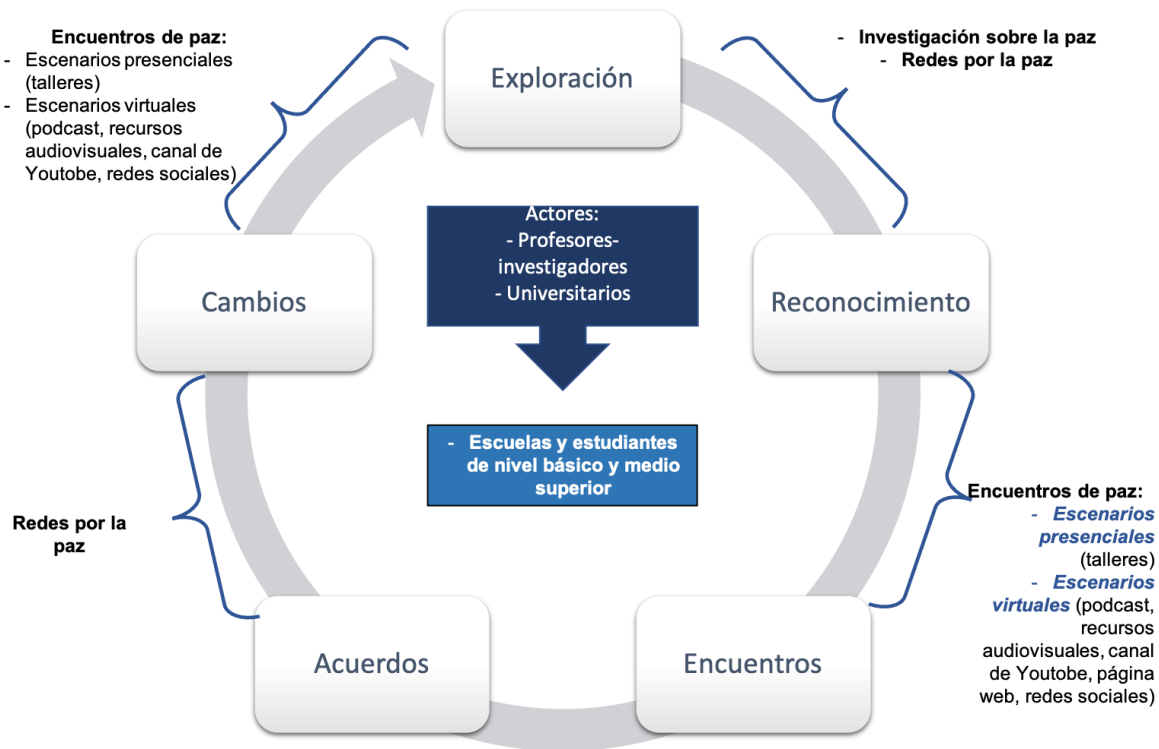 Encuentros de paz:
- Escenarios presenciales
(talleres)
- Escenarios virtuales
(podcast, recursos
audiovisuales, canal de
Youtobe, redes sociales)
Exploración
- Investigación sobre la paz
- Redes por la paz
Actores:
- Profesores-
investigadores
- Universitarios
Cambios
Reconocimiento
- Escuelas y estudiantes
de nivel básico y medio
superior
Redes por la
paz
Encuentros de paz:
- Escenarios
presenciales
(talleres)
- Escenarios
virtuales (podcast,
recursos
audiovisuales, canal
de Youtobe, página
web, redes sociales)
Acuerdos
Encuentros